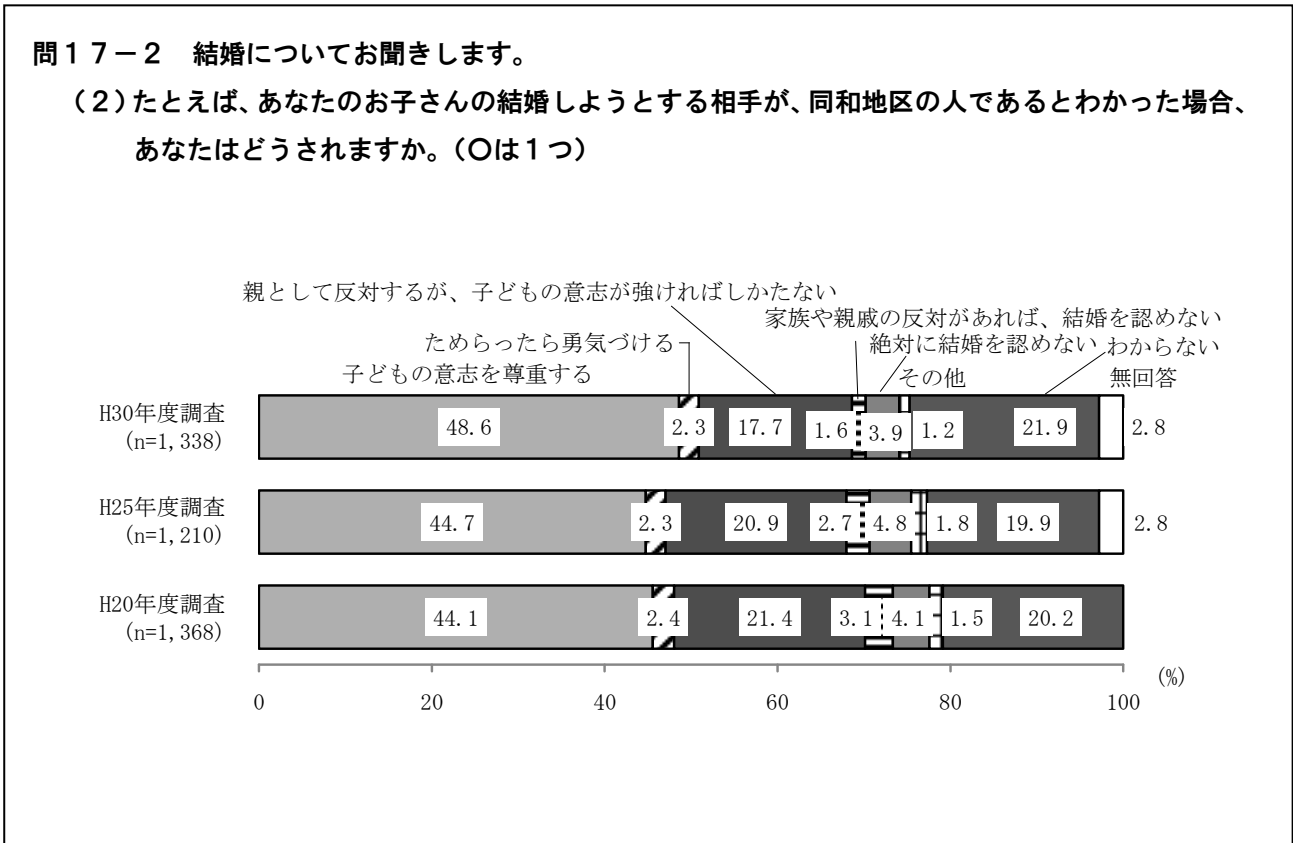 問17-2 結婚についてお聞きします。
(2)たとえば、あなたのお子さんの結婚しようとする相手が、同和地区の人であるとわかった場合、
あなたはどうされますか。(○は1つ)
親として反対するが、子どもの意志が強ければしかたない
家族や親戚の反対があれば、結婚を認めない
ためらったら勇気づける
絶対に結婚を認めない
わからない
子どもの意志を尊重する
その他
無回答
H30年度調査
(n=1,338)
48.6 2.3 17.7 1.6 3.9 1.2 21.9 2.8
H25年度調査
(n=1,210)
44.7 2.3 20.9 2.7 4.8 1.8 19.9 2.8
H20年度調査
(n=1,368)
44.1 2.4 21.4 3.1 4.1 1.5 20.2
(%)
0 20 40 60 80 100